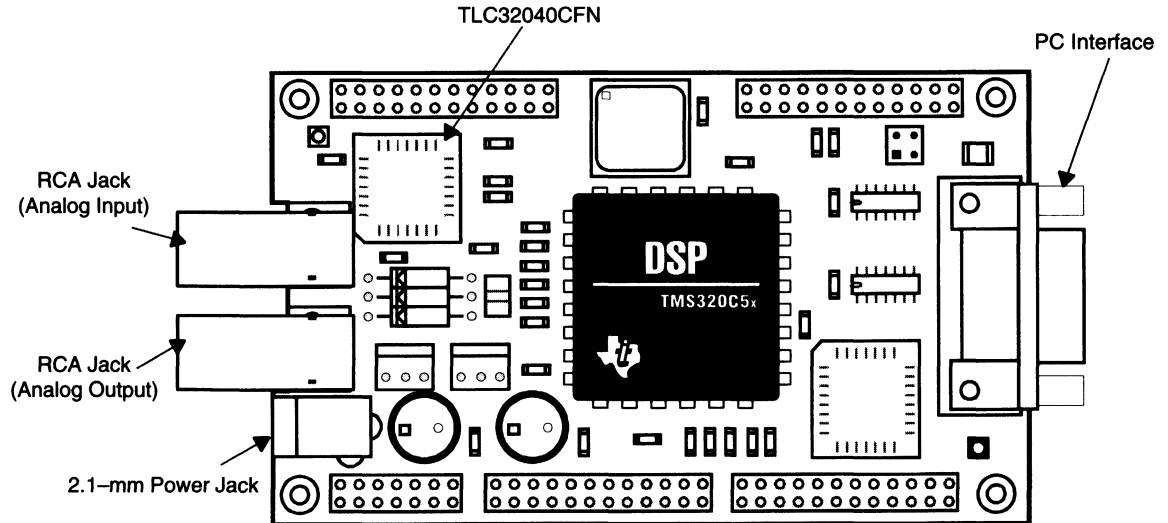 TLC32040CFN
PC Interface
RCA Jack
(Analog Input)
DSP
TMS320C5x
RCA Jack
(Analog Output)
2.1–mm Power Jack